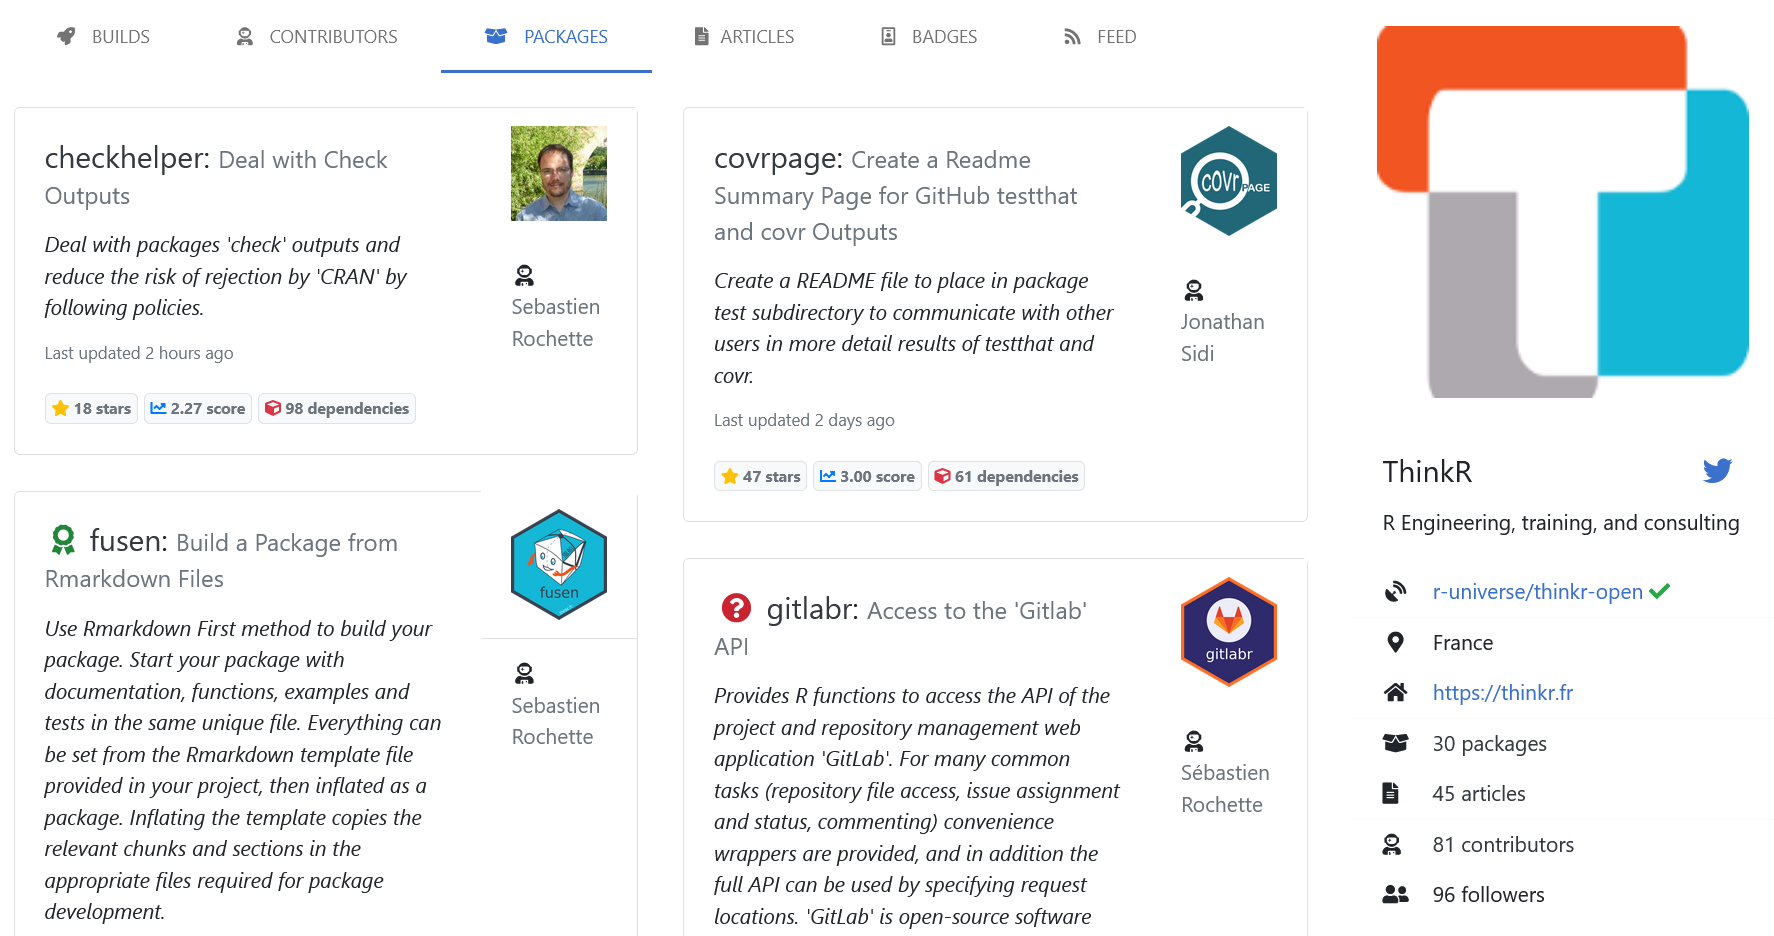 BUILDS CONTRIBUTORS PACKAGES ARTICLES BADGES FEED
checkhelper: Deal with Check
Outputs
Deal with packages 'check' outputs and
reduce the risk of rejection by 'CRAN' by
following policies.
Last updated 2 hours ago
18 stars 2.27 score 98 dependencies
Sebastien
Rochette
covrpage: Create a Readme
Summary Page for GitHub testthat
and covr Outputs
Create a README file to place in package
test subdirectory to communicate with other
users in more detail results of testthat and
covr.
Last updated 2 days ago
47 stars 3.00 score 61 dependencies
covr PAGE
Jonathan
Sidi
fusen: Build a Package from
Rmarkdown Files
Use Rmarkdown First method to build your
package. Start your package with
documentation, functions, examples and
tests in the same unique file. Everything can
be set from the Rmarkdown template file
provided in your project, then inflated as a
package. Inflating the template copies the
relevant chunks and sections in the
appropriate files required for package
development.
fusen
Sebastien
Rochette
gitlabr: Access to the 'Gitlab'
API
Provides R functions to access the API of the
project and repository management web
application 'GitLab'. For many common
tasks (repository file access, issue assignment
and status, commenting) convenience
wrappers are provided, and in addition the
full API can be used by specifying request
locations. 'GitLab' is open-source software
gitlabr
Sébastien
Rochette
ThinkR
R Engineering, training, and consulting
r-universe/thinkr-open
France
https://thinkr.fr
30 packages
45 articles
81 contributors
96 followers